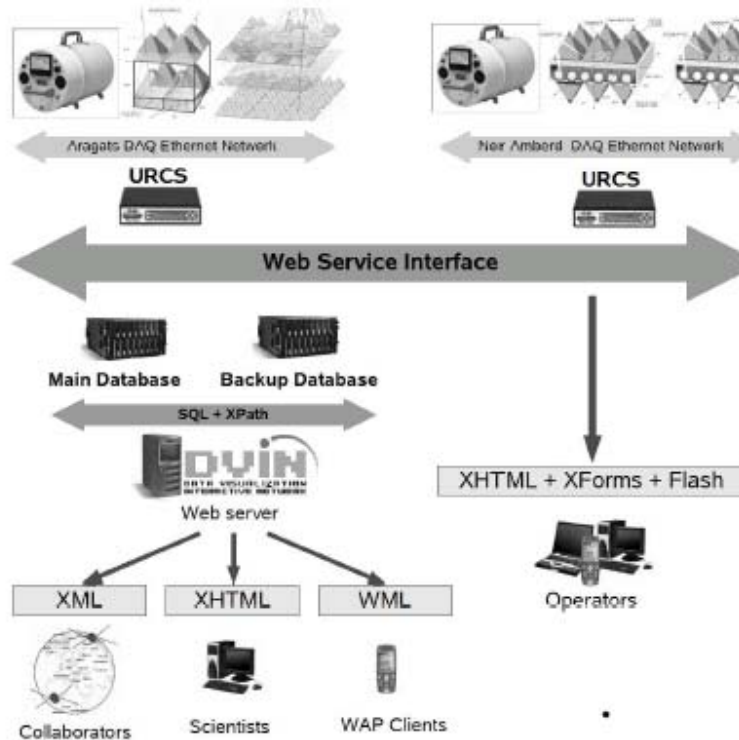 Aragats DAQ Ethernet Network
Nor Amberd DAQ Ethernet Network
URCS
URCS
Web Service Interface
Main Database
Backup Database
SQL + XPath
DVIN
DATA VISUALIZATION
INTERACTIVE NETWORK
Web server
XHTML + XForms + Flash
XML
XHTML
WML
Operators
Collaborators
Scientists
WAP Clients